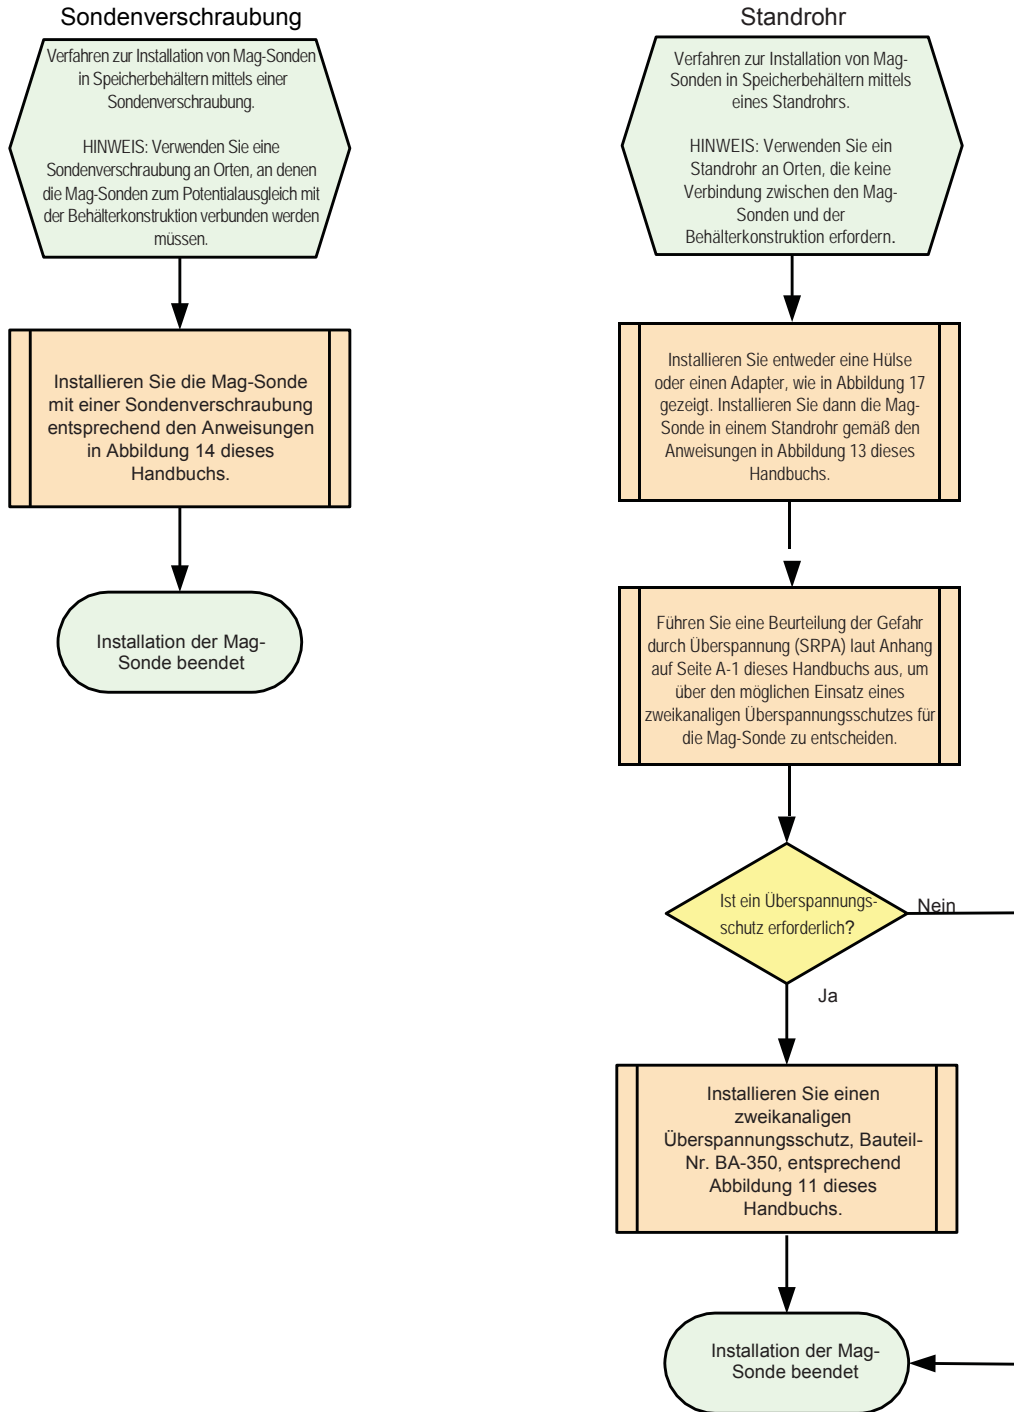 Sondenverschraubung
Verfahren zur Installation von Mag-Sonden
in Speicherbehältern mittels einer
Sondenverschraubung.
HINWEIS: Verwenden Sie eine
Sondenverschraubung an Orten, an denen
die Mag-Sonden zum Potentialausgleich mit
der Behälterkonstruktion verbunden werden
müssen.
Installieren Sie die Mag-Sonde
mit einer Sondenverschraubung
entsprechend den Anweisungen
in Abbildung 14 dieses
Handbuchs.
Installation der Mag-
Sonde beendet
Standrohr
Verfahren zur Installation von Mag-
Sonden in Speicherbehältern mittels
eines Standrohrs.
HINWEIS: Verwenden Sie ein
Standrohr an Orten, die keine
Verbindung zwischen den Mag-
Sonden und der
Behälterkonstruktion erfordern.
Installieren Sie entweder eine Hülse
oder einen Adapter, wie in Abbildung 17
gezeigt. Installieren Sie dann die Mag-
Sonde in einem Standrohr gemäß den
Anweisungen in Abbildung 13 dieses
Handbuchs.
Führen Sie eine Beurteilung der Gefahr
durch Überspannung (SRPA) laut Anhang
auf Seite A-1 dieses Handbuchs aus, um
über den möglichen Einsatz eines
zweikanaligen Überspannungsschutzes für
die Mag-Sonde zu entscheiden.
Ist ein Überspannungs-
schutz erforderlich?
Nein
Ja
Installieren Sie einen
zweikanaligen
Überspannungsschutz, Bauteil-
Nr. BA-350, entsprechend
Abbildung 11 dieses
Handbuchs.
Installation der Mag-
Sonde beendet